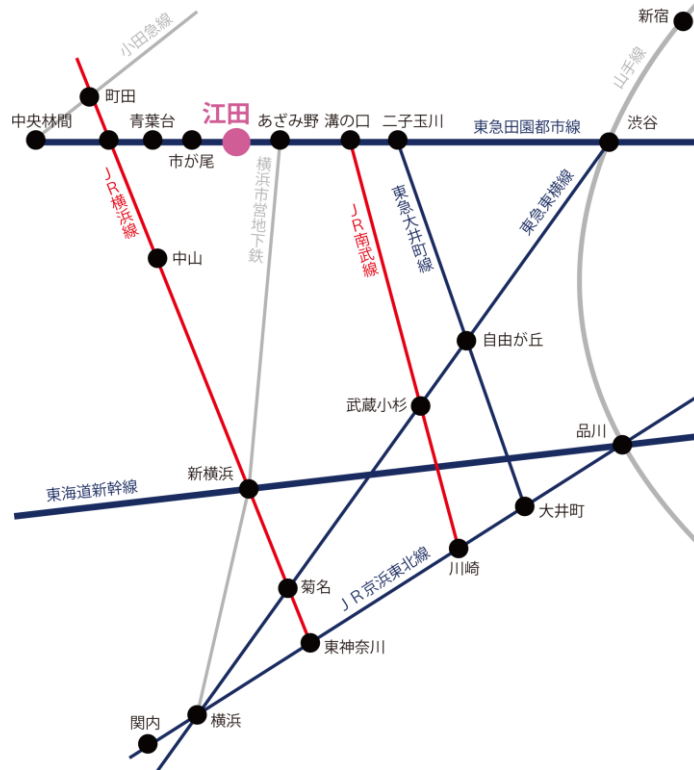 新宿
小田急線
山手線
町田
江田
中央林間
青葉台
あざみ野
溝の口
二子玉川
東急田園都市線
渋谷
市が尾
JR横浜線
横浜市営地下鉄
JR南武線
東急大井町線
東急東横線
中山
自由が丘
武蔵小杉
品川
新横浜
東海道新幹線
大井町
川崎
JR京浜東北線
菊名
東神奈川
関内
横浜